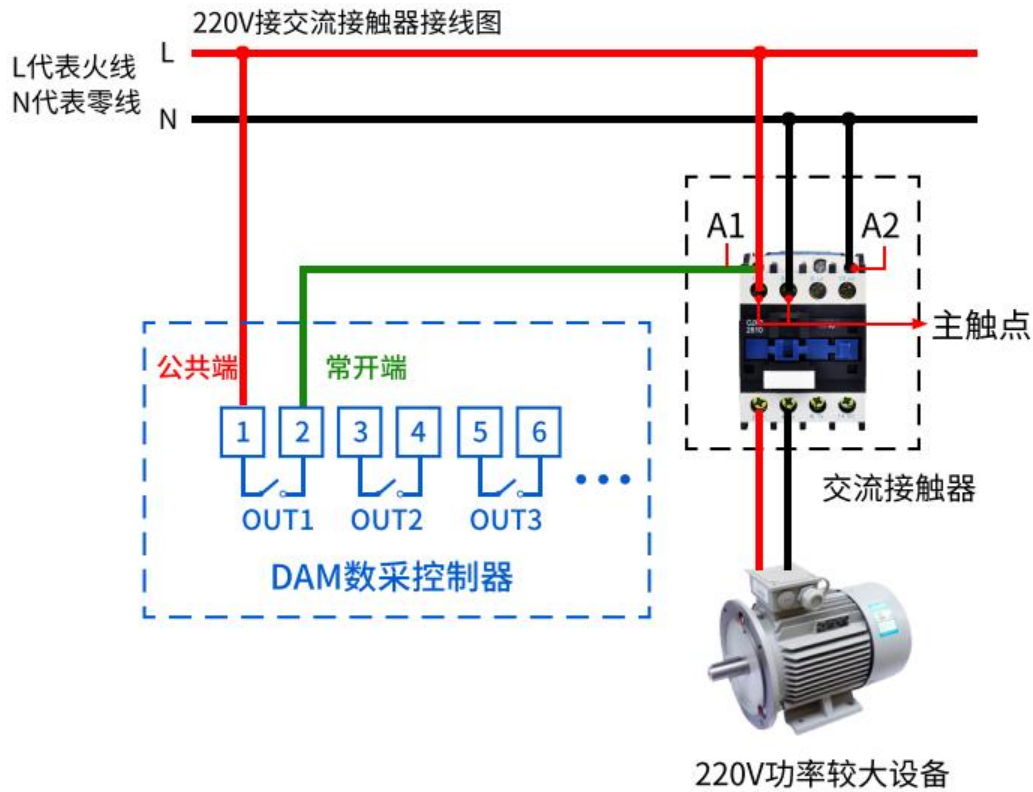 220V接交流接触器接线图
L代表火线
N代表零线
L
N
A1
A2
主触点
公共端
常开端
1 2 3 4 5 6
OUT1 OUT2 OUT3
DAM数采控制器
交流接触器
220V功率较大设备